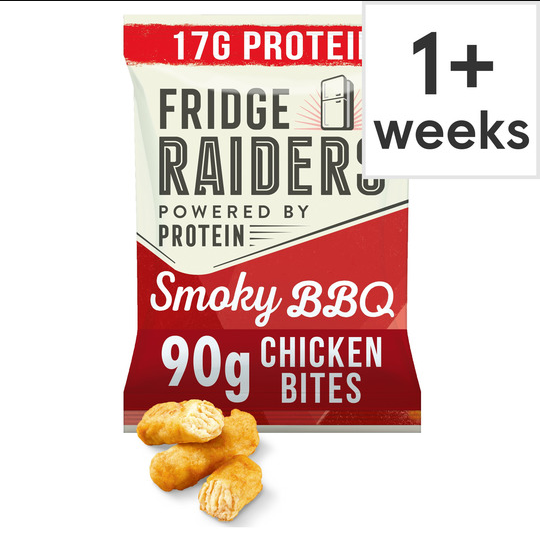 17G PROTEI
1+
weeks
FRIDGE
RAIDERS
POWERED BY
PROTEIN
Smoky BBQ
90g CHICKEN
BITES